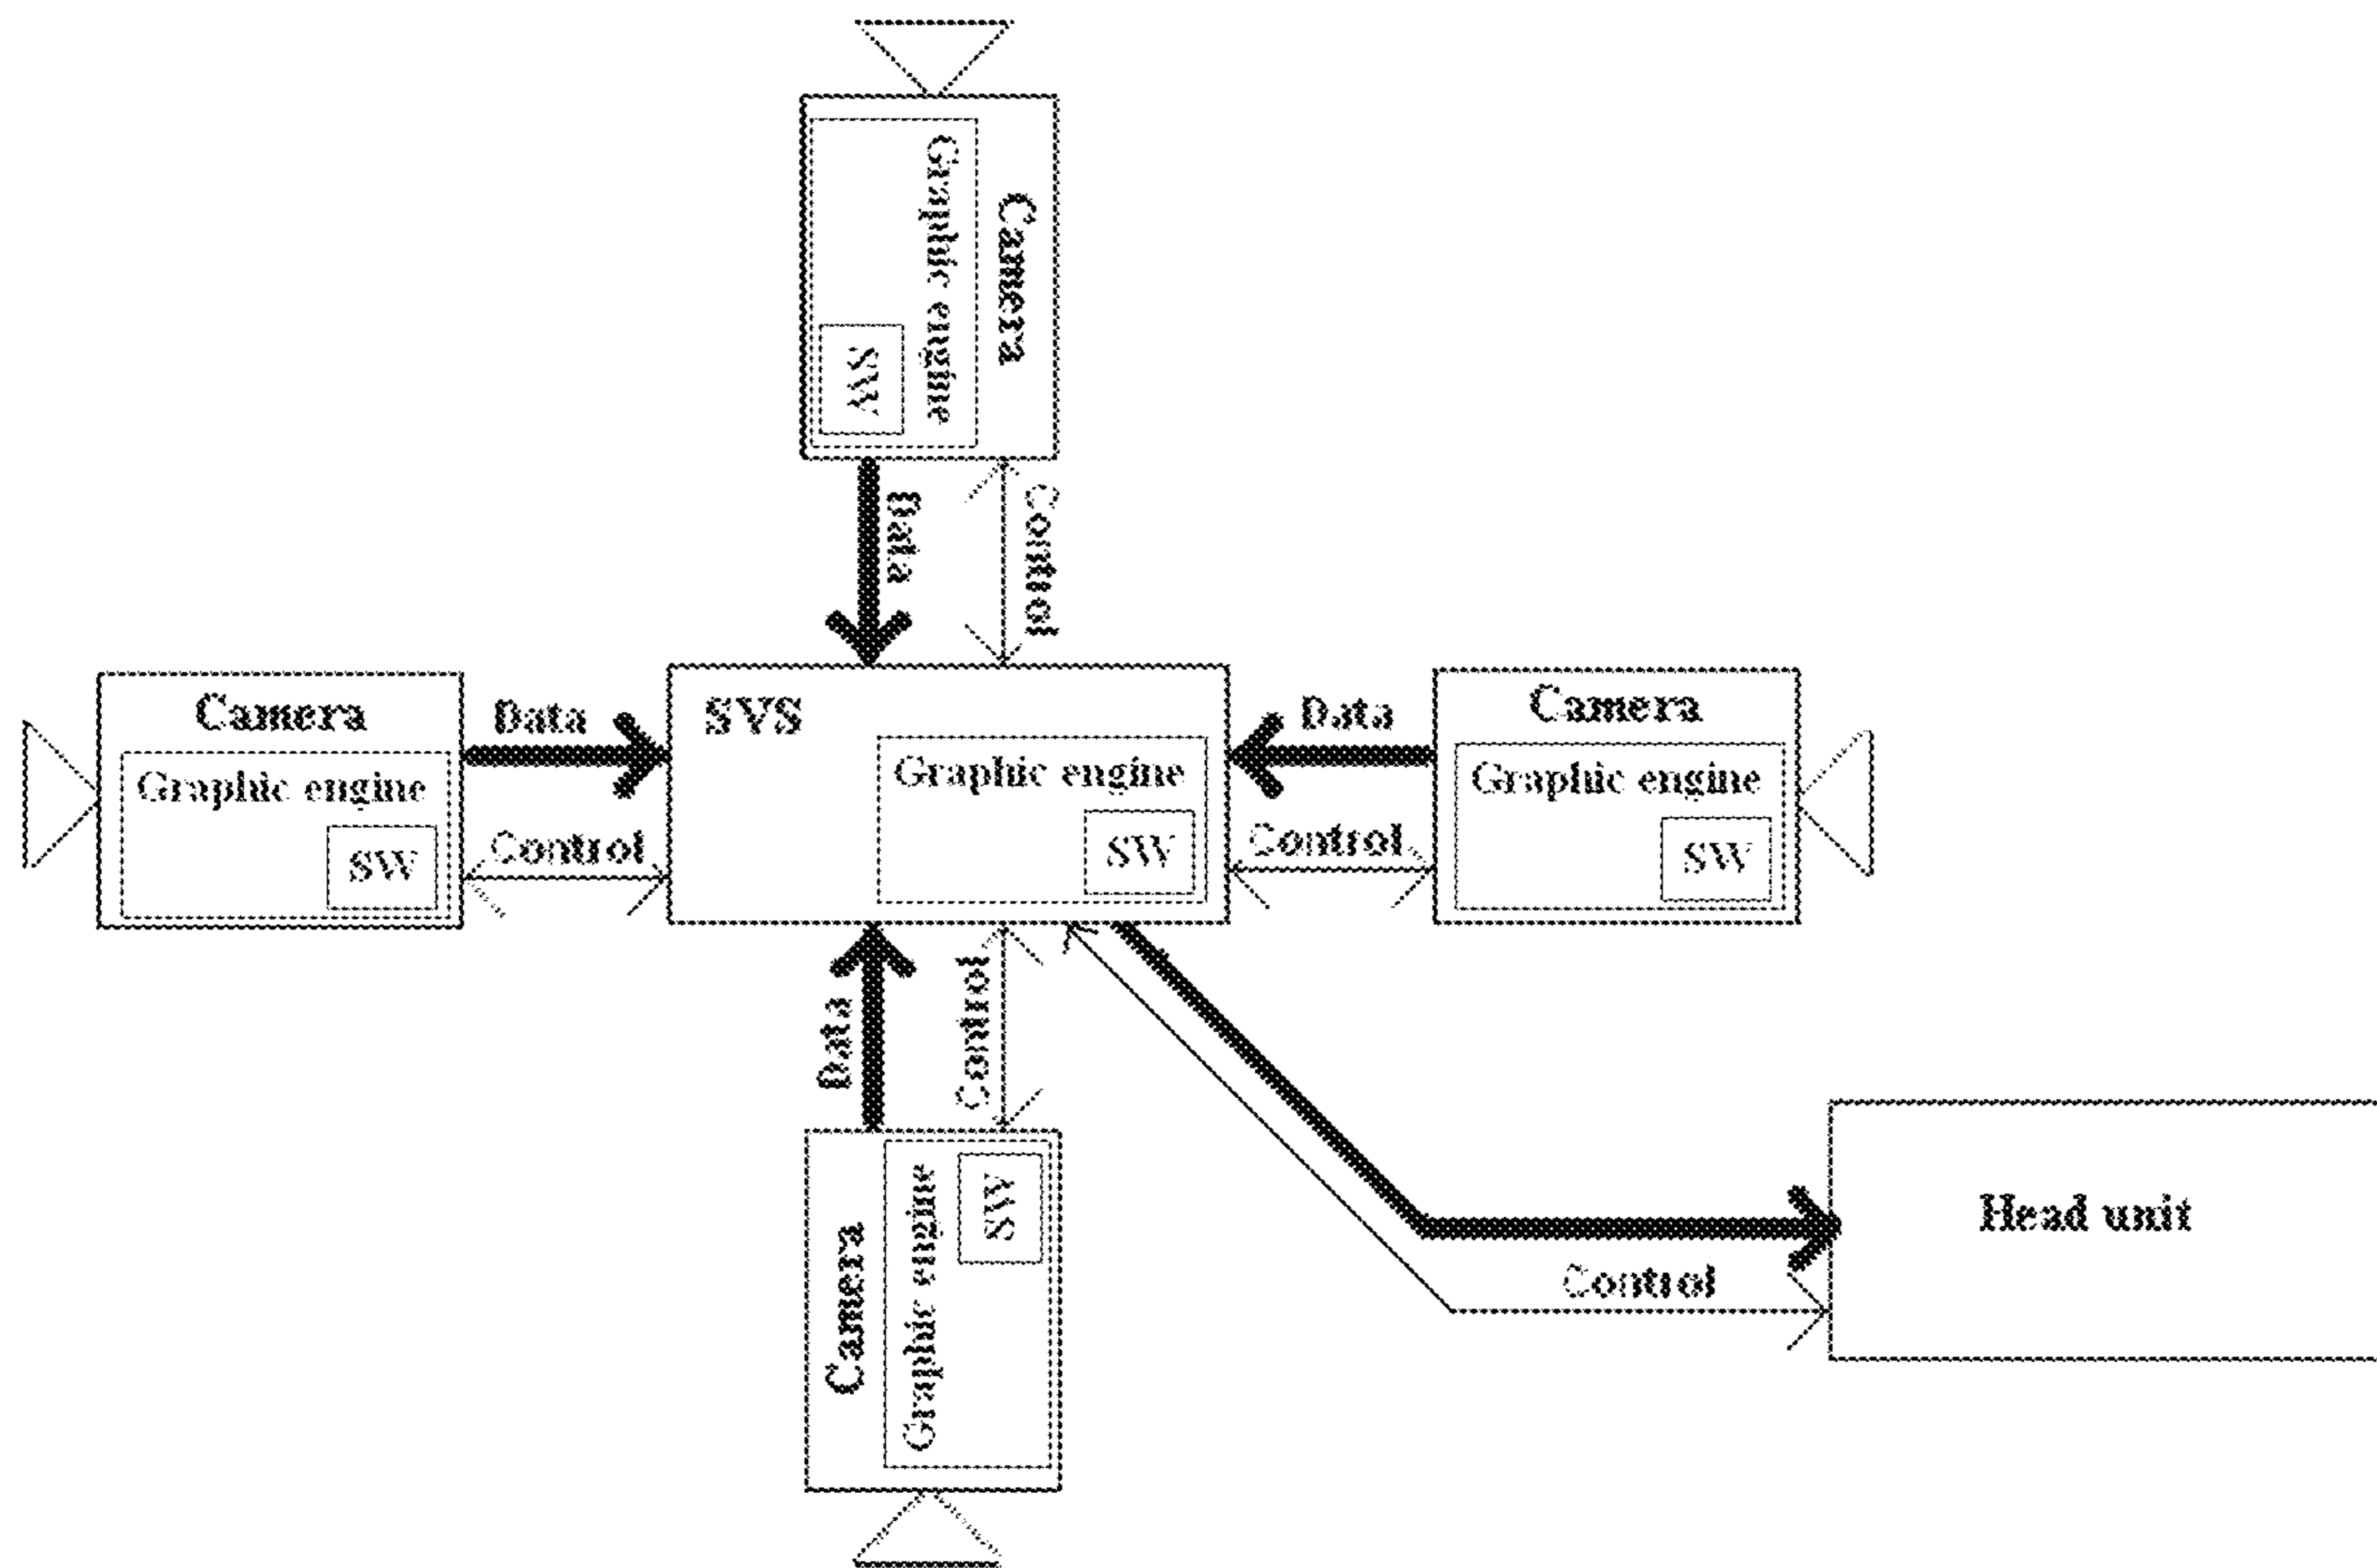 Camera
Graphic engine
SW
Data
Control
Camera
Graphic engine
SW
Data
Control
SVS
Graphic engine
SW
Data
Control
Camera
Graphic engine
SW
Data
Control
Camera
Graphic engine
SW
Head unit
Control